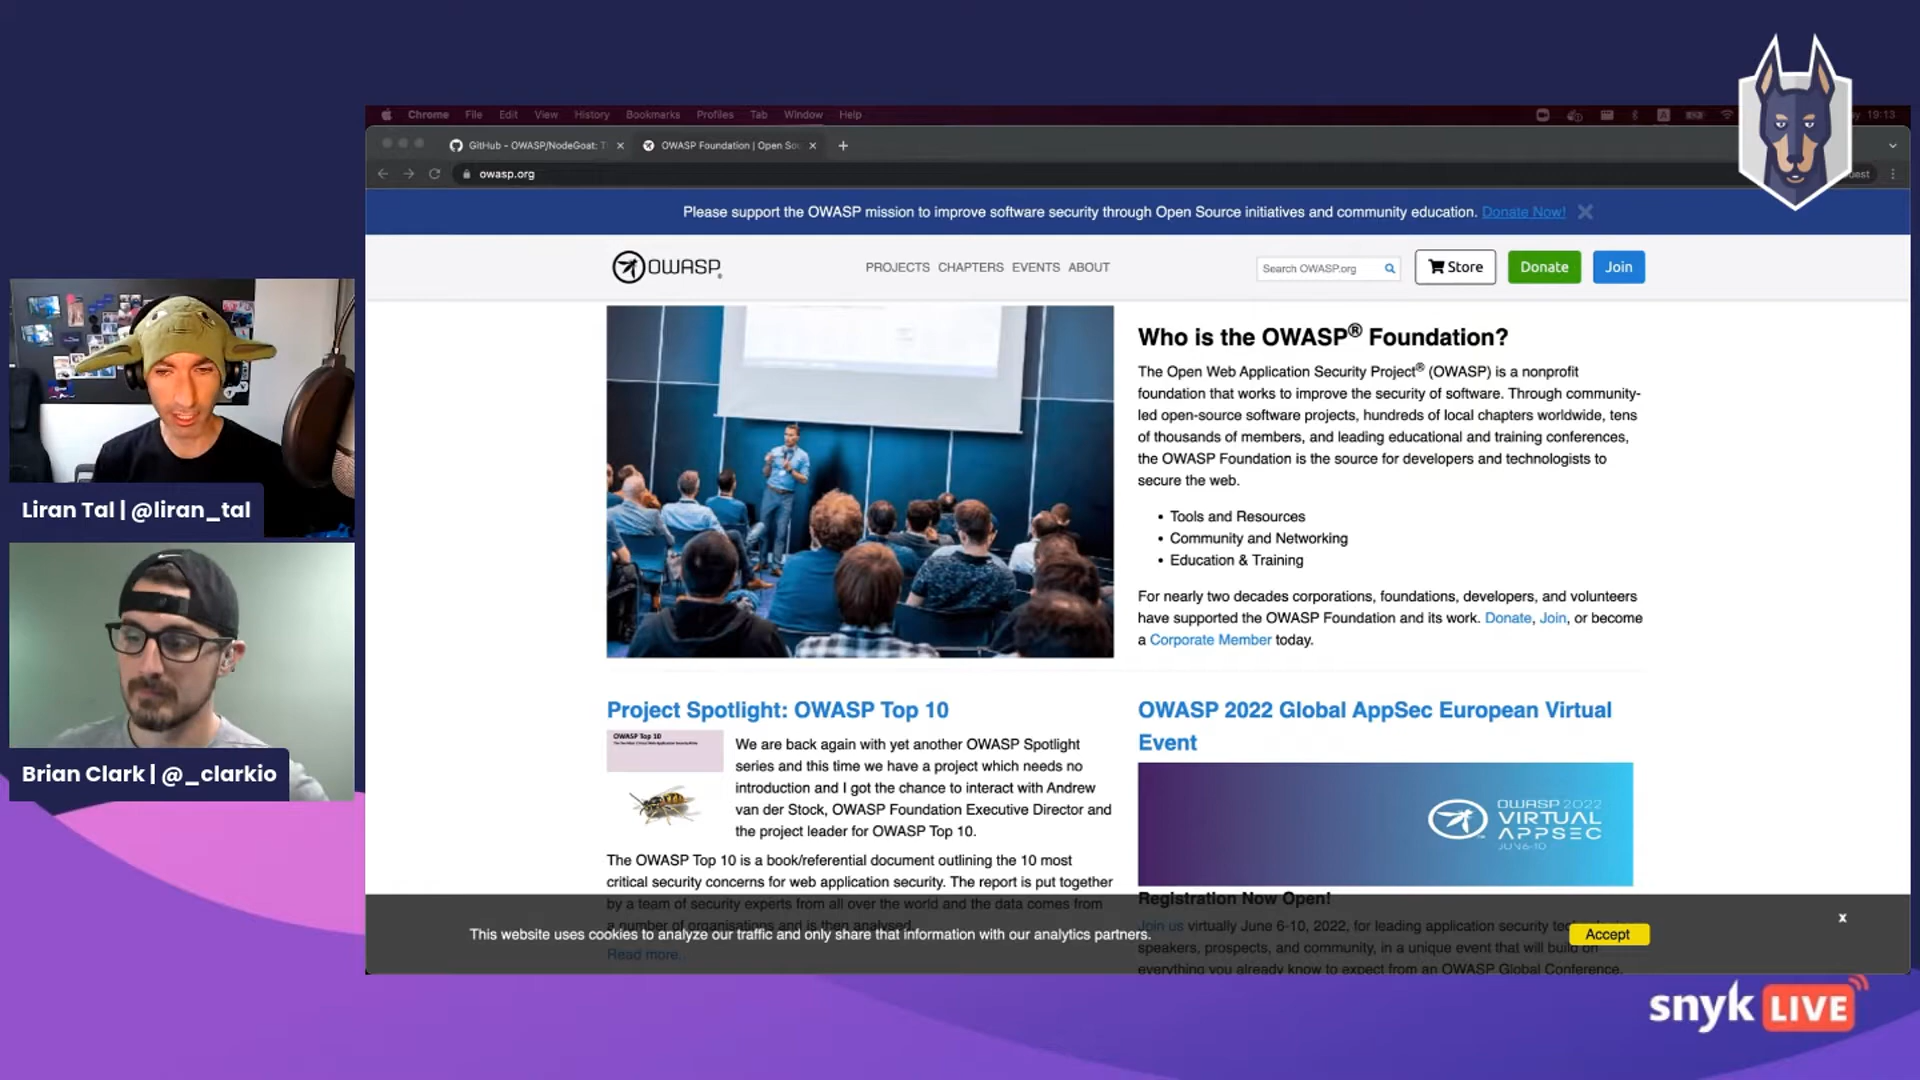 Chrome File Edit View History Bookmarks Profiles Tab Window Help
19:13
GitHub - OWASP/NodeGoat: T
OWASP Foundation | Open So
owasp.org
Please support the OWASP mission to improve software security through Open Source initiatives and community education. Donate Now!
OWASP
PROJECTS CHAPTERS EVENTS ABOUT
Search OWASP.org
Store
Donate
Join
Liran Tal | @liran_tal
Brian Clark | @_clarkio
Who is the OWASP® Foundation?
The Open Web Application Security Project® (OWASP) is a nonprofit
foundation that works to improve the security of software. Through community-
led open-source software projects, hundreds of local chapters worldwide, tens
of thousands of members, and leading educational and training conferences,
the OWASP Foundation is the source for developers and technologists to
secure the web.
• Tools and Resources
• Community and Networking
• Education & Training
For nearly two decades corporations, foundations, developers, and volunteers
have supported the OWASP Foundation and its work. Donate, Join, or become
a Corporate Member today.
Project Spotlight: OWASP Top 10
OWASP Top 10
We are back again with yet another OWASP Spotlight
series and this time we have a project which needs no
introduction and I got the chance to interact with Andrew
van der Stock, OWASP Foundation Executive Director and
the project leader for OWASP Top 10.
The OWASP Top 10 is a book/referential document outlining the 10 most
critical security concerns for web application security. The report is put together
by a team of security experts from all over the world and the data comes from
a number of organisations and is then analysed.
Read more.
OWASP 2022 Global AppSec European Virtual
Event
OWASP 2022
VIRTUAL
APPSEC
JUN 6-10
Registration Now Open!
Join us virtually June 6-10, 2022, for leading application security
speakers, prospects, and community, in a unique event that will build on
everything you already know to expect from an OWASP Global Conference.
This website uses cookies to analyze our traffic and only share that information with our analytics partners.
Accept
x
snyk LIVE